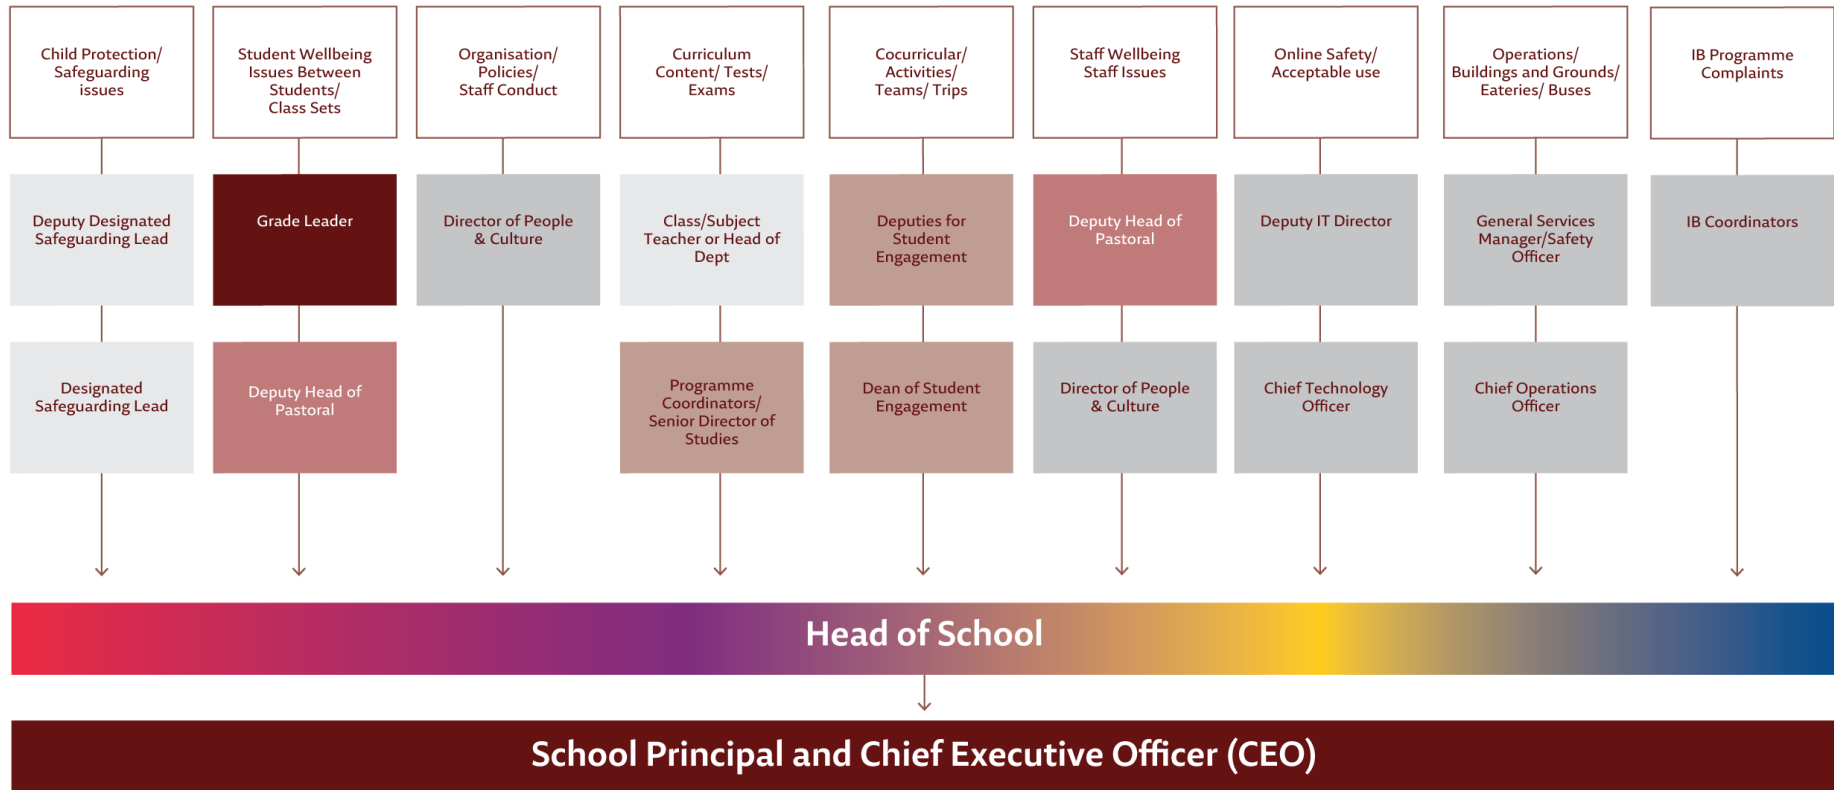 Child Protection/
Safeguarding
issues
Student Wellbeing
Issues Between
Students/
Class Sets
Organisation/
Policies/
Staff Conduct
Curriculum
Content/ Tests/
Exams
Cocurricular/
Activities/
Teams/ Trips
Staff Wellbeing
Staff Issues
Online Safety/
Acceptable use
Operations/
Buildings and Grounds/
Eateries/ Buses
IB Programme
Complaints
Deputy Designated
Safeguarding Lead
Grade Leader
Director of People
& Culture
Class/Subject
Teacher or Head of
Dept
Deputies for
Student
Engagement
Deputy Head of
Pastoral
Deputy IT Director
General Services
Manager/Safety
Officer
IB Coordinators
Designated
Safeguarding Lead
Deputy Head of
Pastoral
Programme
Coordinators/
Senior Director of
Studies
Dean of Student
Engagement
Director of People
& Culture
Chief Technology
Officer
Chief Operations
Officer
Head of School
School Principal and Chief Executive Officer (CEO)